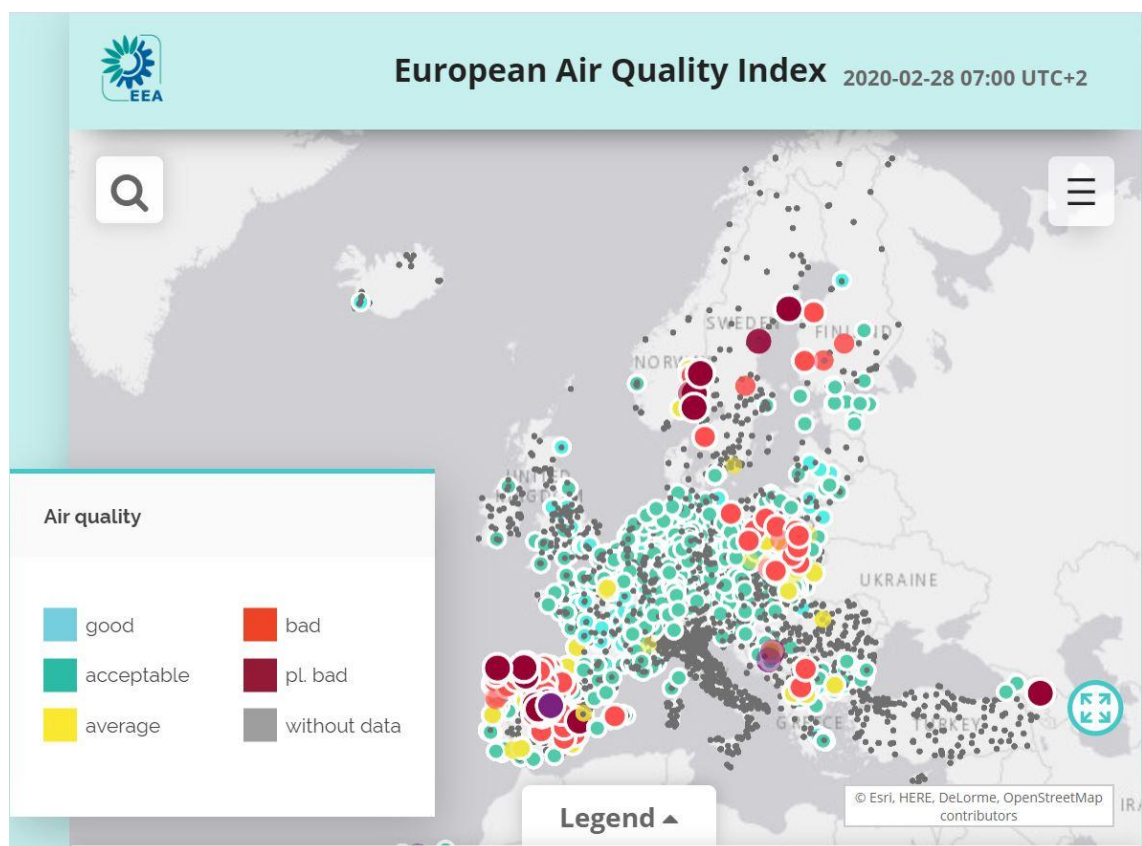 EEA
European Air Quality Index 2020-02-28 07:00 UTC+2
SWEDEN
FINLAND
NORWAY
UNITED
KINGDOM
UKRAINE
GREECE
TURKEY
Air quality
good
bad
acceptable
pl. bad
average
without data
Legend
© Esri, HERE, DeLorme, OpenStreetMap
contributors